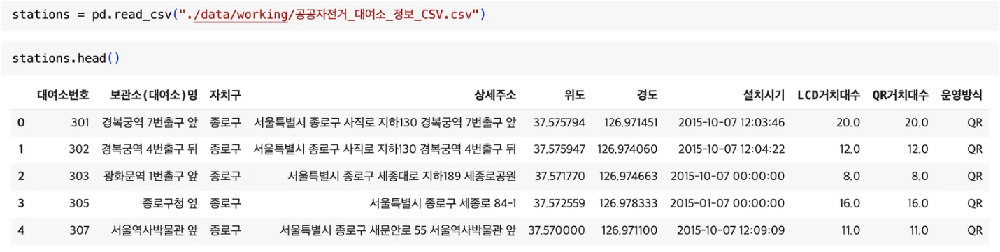 stations = pd.read_csv("./data/working/공공자전거_대여소_정보_CSV.csv")
stations.head()
대여소번호 보관소(대여소)명 자치구 상세주소 위도 경도 설치시기 LCD거치대수 QR거치대수 운영방식
0 301 경복궁역 7번출구 앞 종로구 서울특별시 종로구 사직로 지하130 경복궁역 7번출구 앞 37.575794 126.971451 2015-10-07 12:03:46 20.0 20.0 QR
1 302 경복궁역 4번출구 뒤 종로구 서울특별시 종로구 사직로 지하130 경복궁역 4번출구 뒤 37.575947 126.974060 2015-10-07 12:04:22 12.0 12.0 QR
2 303 광화문역 1번출구 앞 종로구 서울특별시 종로구 세종대로 지하189 세종로공원 37.571770 126.974663 2015-10-07 00:00:00 8.0 8.0 QR
3 305 종로구청 옆 종로구 서울특별시 종로구 세종로 84-1 37.572559 126.978333 2015-01-07 00:00:00 16.0 16.0 QR
4 307 서울역사박물관 앞 종로구 서울특별시 종로구 새문안로 55 서울역사박물관 앞 37.570000 126.971100 2015-10-07 12:09:09 11.0 11.0 QR